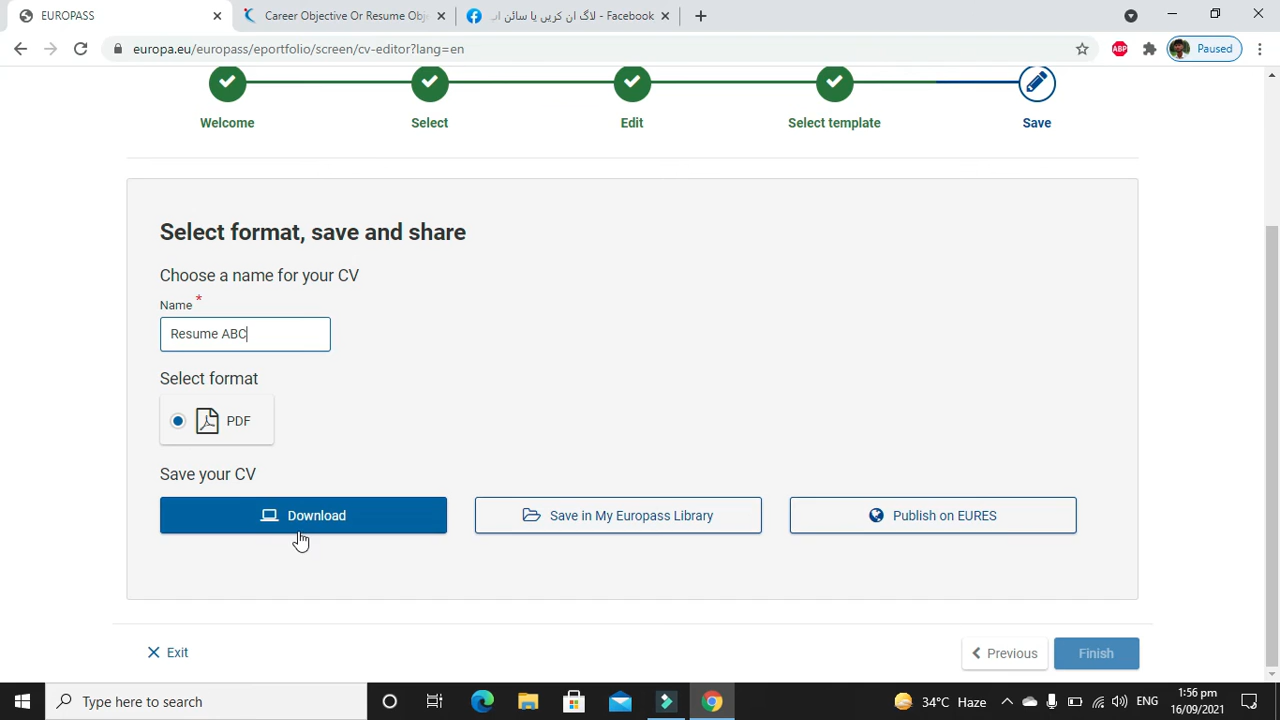 EUROPASS
Career Objective Or Resume Obj
لاگ ان کریں یا سائن اپ - Facebook
europa.eu/europass/eportfolio/screen/cv-editor?lang=en
ABP
Paused
Welcome
Select
Edit
Select template
Save
Select format, save and share
Choose a name for your CV
Name *
Resume ABC
Select format
PDF
Save your CV
Download
Save in My Europass Library
Publish on EURES
Exit
Previous
Finish
Type here to search
34°C Haze
ENG
1:56 pm
16/09/2021